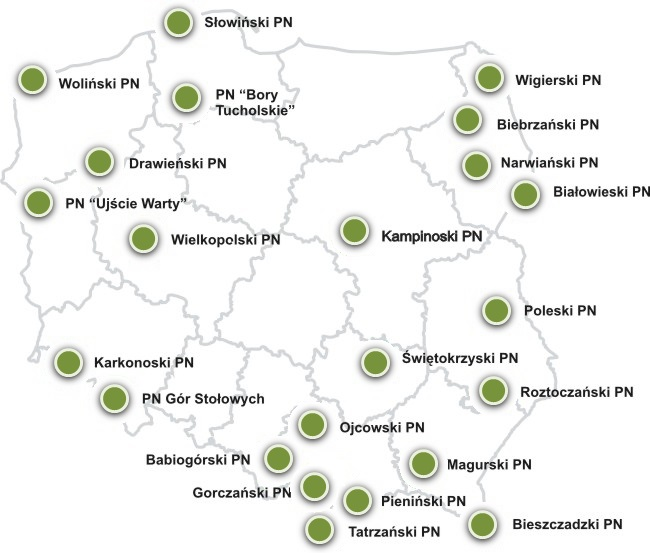 Słowiński PN
Woliński PN
Wigierski PN
PN “Bory
Tucholskie”
Biebrzański PN
Drawieński PN
Narwiański PN
Białowieski PN
PN “Ujście Warty”
Wielkopolski PN
Kampinoski PN
Poleski PN
Karkonoski PN
Świętokrzyski PN
Roztoczański PN
PN Gór Stołowych
Ojcowski PN
Babiogórski PN
Magurski PN
Gorczański PN
Pieniński PN
Tatrzański PN
Bieszczadzki PN